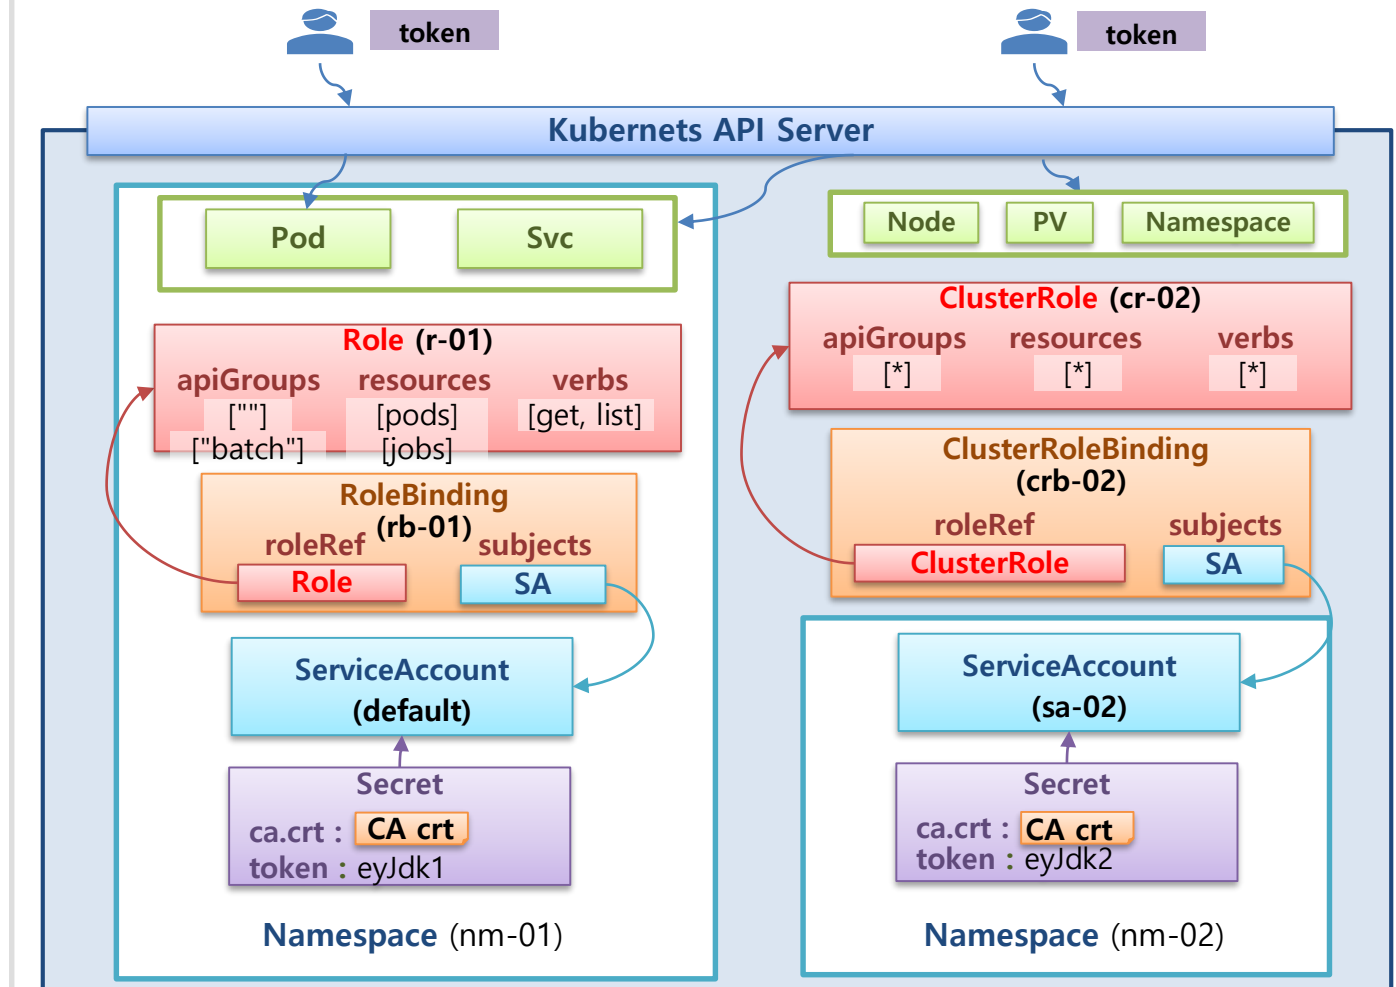 token
token
Kubernets API Server
Pod
Svc
Node
PV
Namespace
Role (r-01)
apiGroups resources verbs
[""] [pods] [get, list]
["batch"] [jobs]
RoleBinding
(rb-01)
roleRef subjects
Role SA
ServiceAccount
(default)
Secret
ca.crt : CA crt
token : eyJdk1
Namespace (nm-01)
ClusterRole (cr-02)
apiGroups resources verbs
[*] [*] [*]
ClusterRoleBinding
(crb-02)
roleRef subjects
ClusterRole SA
ServiceAccount
(sa-02)
Secret
ca.crt : CA crt
token : eyJdk2
Namespace (nm-02)